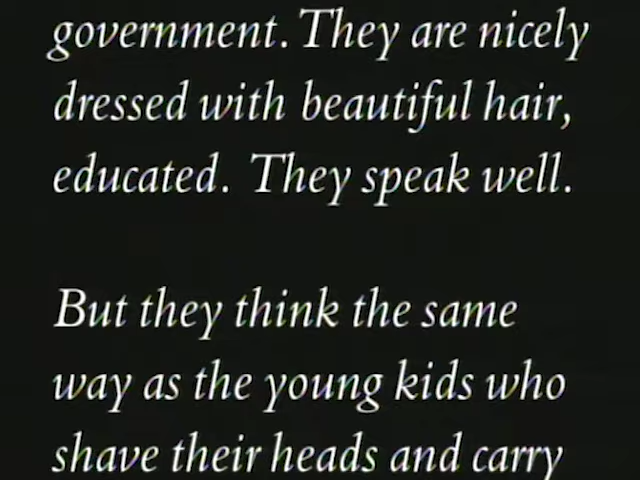 government. They are nicely
dressed with beautiful hair,
educated. They speak well.
But they think the same
way as the young kids who
shave their heads and carry